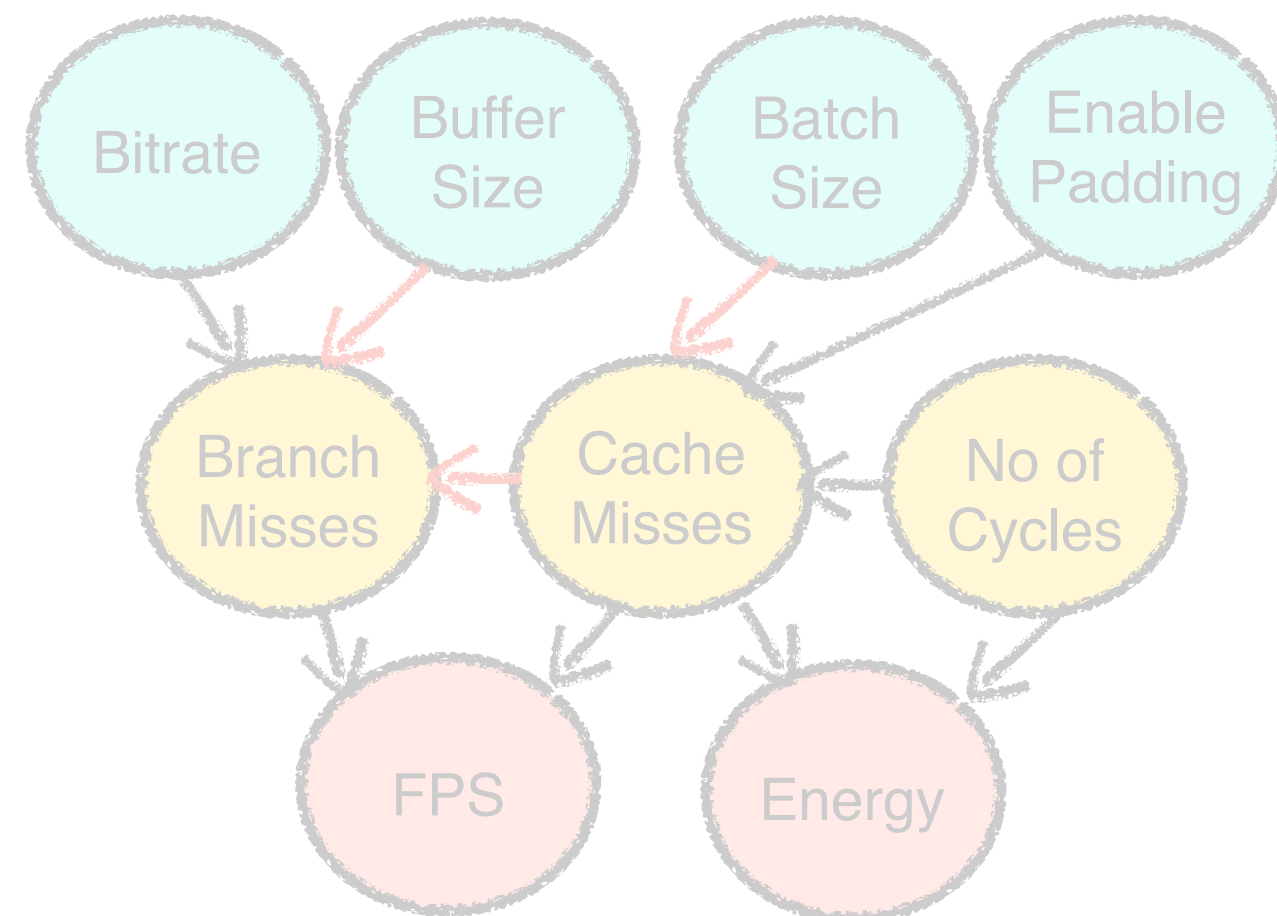 Bitrate
Buffer
Size
Batch
Size
Enable
Padding
Branch
Misses
Cache
Misses
No of
Cycles
FPS
Energy